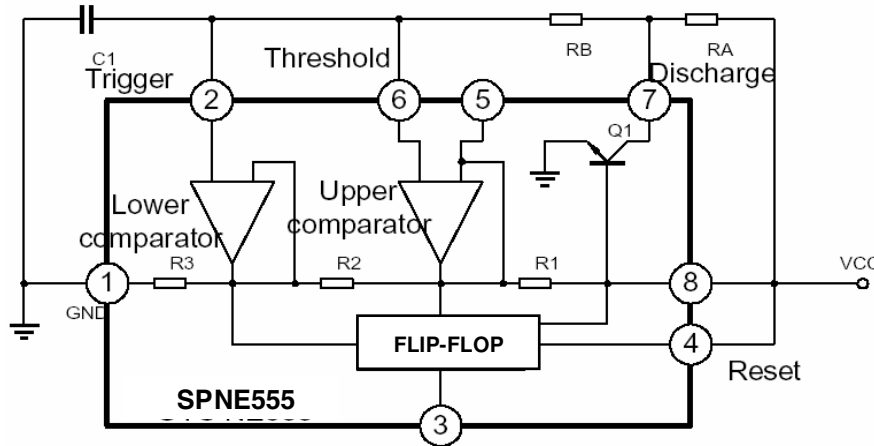 C1
RB
RA
Trigger
Threshold
Discharge
2
6
5
7
Q1
Lower
comparator
Upper
comparator
R3
R2
R1
1
8
VCC
GND
FLIP-FLOP
4
Reset
SPNE555
3